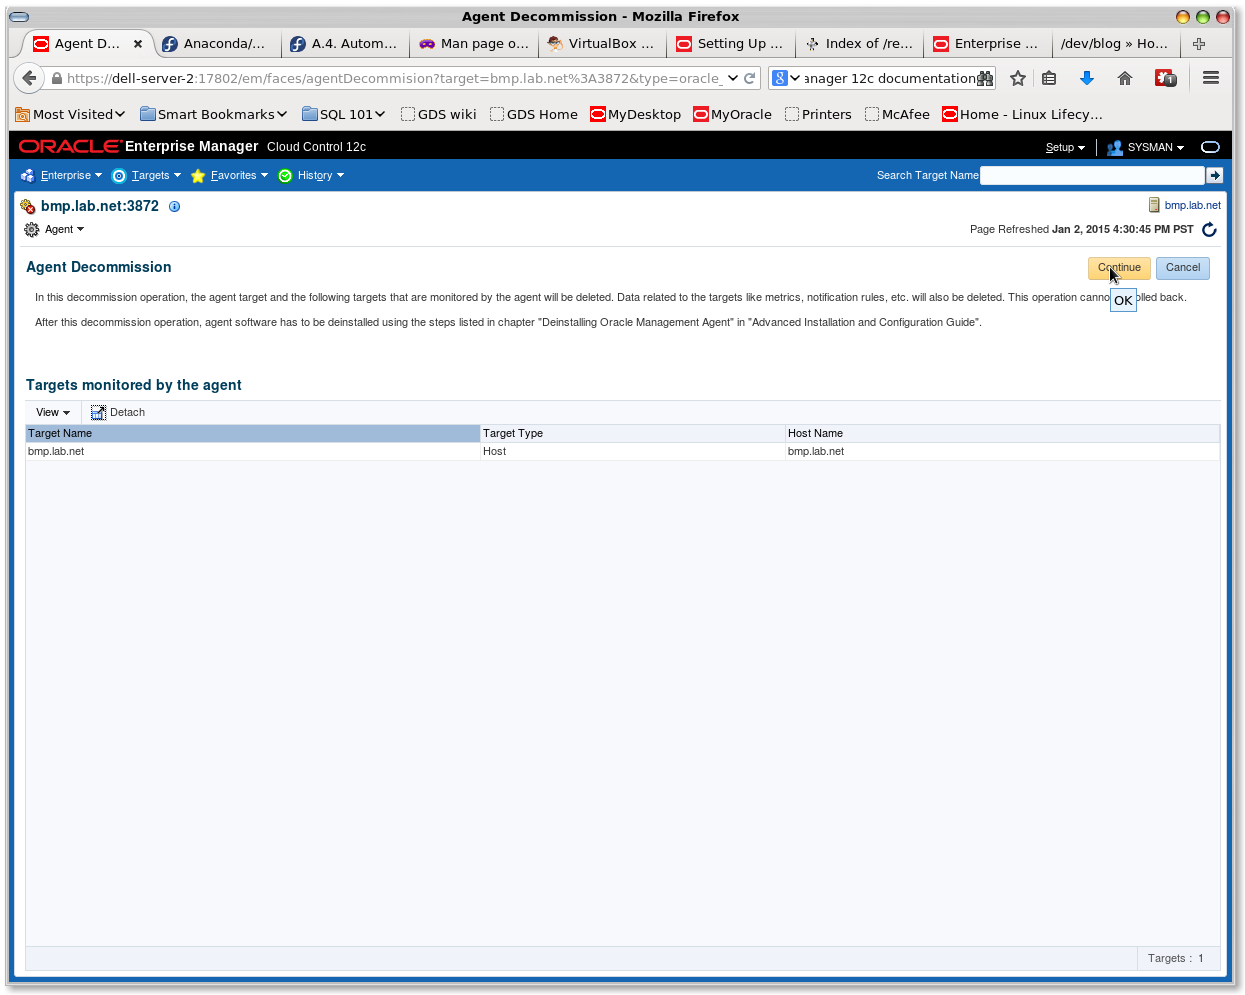 Agent Decommission - Mozilla Firefox
Agent D... Anaconda/... A.4. Autom... Man page o... VirtualBox ... Setting Up ... Index of /re... Enterprise ... /dev/blog » Ho...
https://dell-server-2:17802/em/faces/agentDecommision?target=bmp.lab.net%3A3872&type=oracle_ anager 12c documentation 1
Most Visited Smart Bookmarks SQL 101 GDS wiki GDS Home MyDesktop MyOracle Printers McAfee Home - Linux Lifecy...
ORACLE Enterprise Manager Cloud Control 12c Setup SYSMAN
Enterprise Targets Favorites History Search Target Name
bmp.lab.net:3872 bmp.lab.net
Agent Page Refreshed Jan 2, 2015 4:30:45 PM PST
Agent Decommission Continue Cancel
In this decommission operation, the agent target and the following targets that are monitored by the agent will be deleted. Data related to the targets like metrics, notification rules, etc. will also be deleted. This operation back.
OK
After this decommission operation, agent software has to be deinstalled using the steps listed in chapter "Deinstalling Oracle Management Agent" in "Advanced Installation and Configuration Guide".
Targets monitored by the agent
View Detach
Target Name Target Type Host Name
bmp.lab.net Host bmp.lab.net
Targets : 1